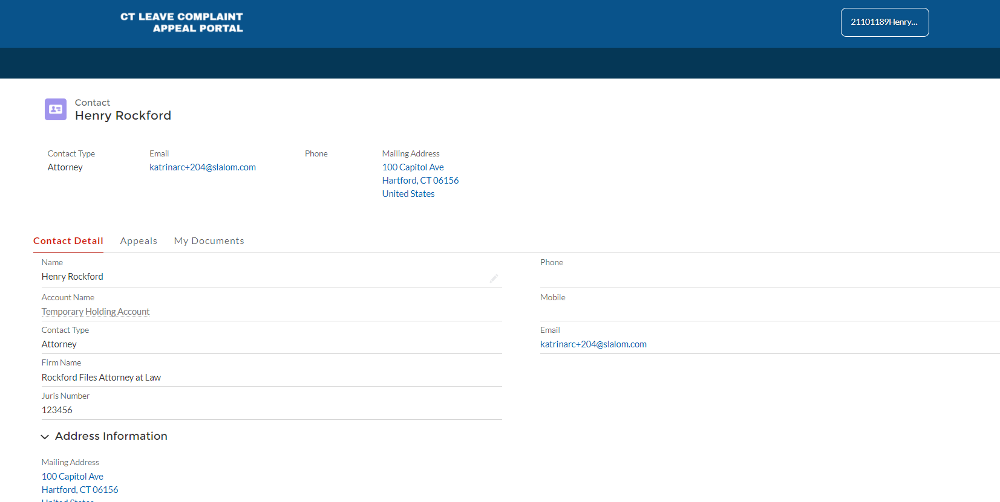 CT LEAVE COMPLAINT
APPEAL PORTAL
21101189Henry...
Contact
Henry Rockford
Contact Type
Email
Phone
Mailing Address
Attorney
katrinarc+204@slalom.com
100 Capitol Ave
Hartford, CT 06156
United States
Contact Detail
Appeals
My Documents
Name
Phone
Henry Rockford
Account Name
Mobile
Temporary Holding Account
Contact Type
Email
Attorney
katrinarc+204@slalom.com
Firm Name
Rockford Files Attorney at Law
Juris Number
123456
Address Information
Mailing Address
100 Capitol Ave
Hartford, CT 06156
United States